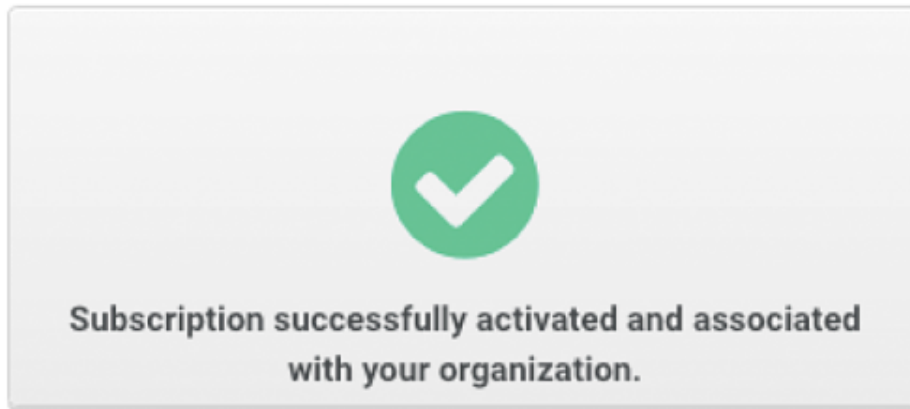 Subscription successfully activated and associated
with your organization.